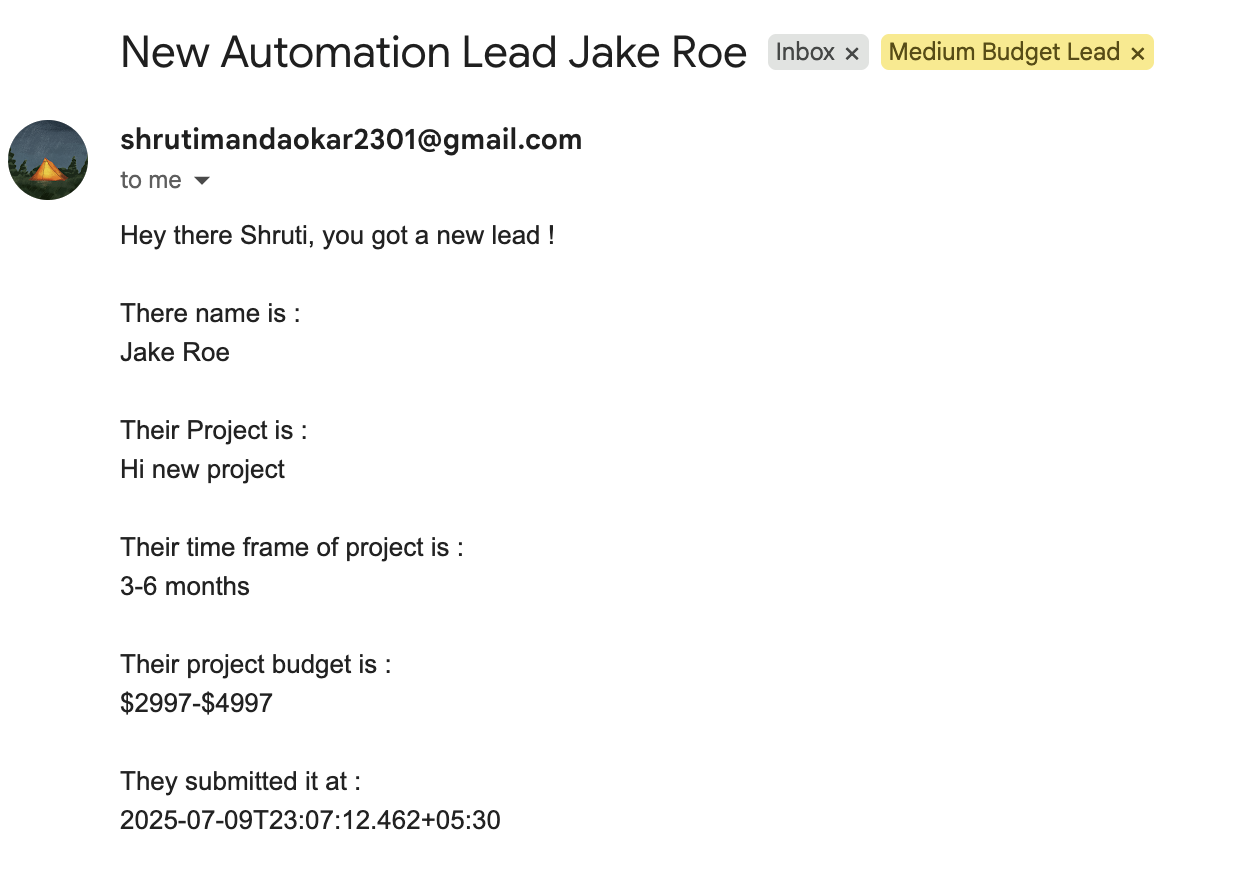 New Automation Lead Jake Roe Inbox × Medium Budget Lead ×
shrutimandaokar2301@gmail.com
to me
Hey there Shruti, you got a new lead !
There name is :
Jake Roe
Their Project is :
Hi new project
Their time frame of project is :
3-6 months
Their project budget is :
$2997-$4997
They submitted it at :
2025-07-09T23:07:12.462+05:30